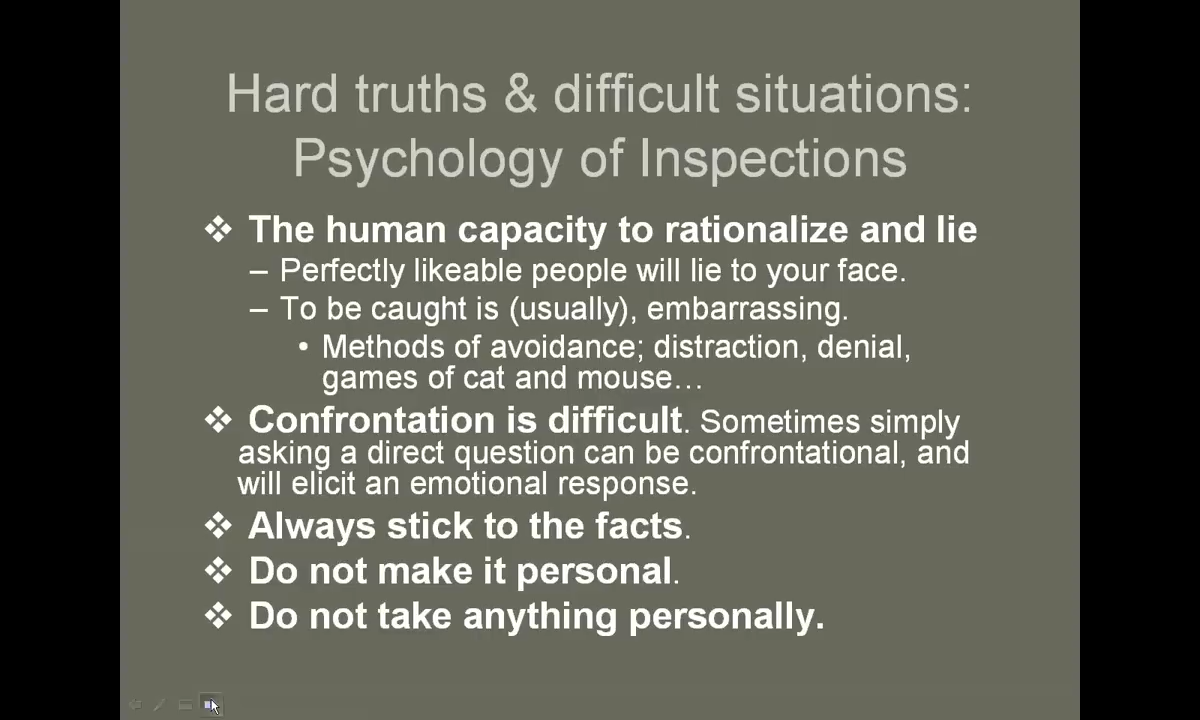 Hard truths & difficult situations:
Psychology of Inspections
❖ The human capacity to rationalize and lie
– Perfectly likeable people will lie to your face.
– To be caught is (usually), embarrassing.
• Methods of avoidance; distraction, denial,
games of cat and mouse…
❖ Confrontation is difficult. Sometimes simply
asking a direct question can be confrontational, and
will elicit an emotional response.
❖ Always stick to the facts.
❖ Do not make it personal.
❖ Do not take anything personally.